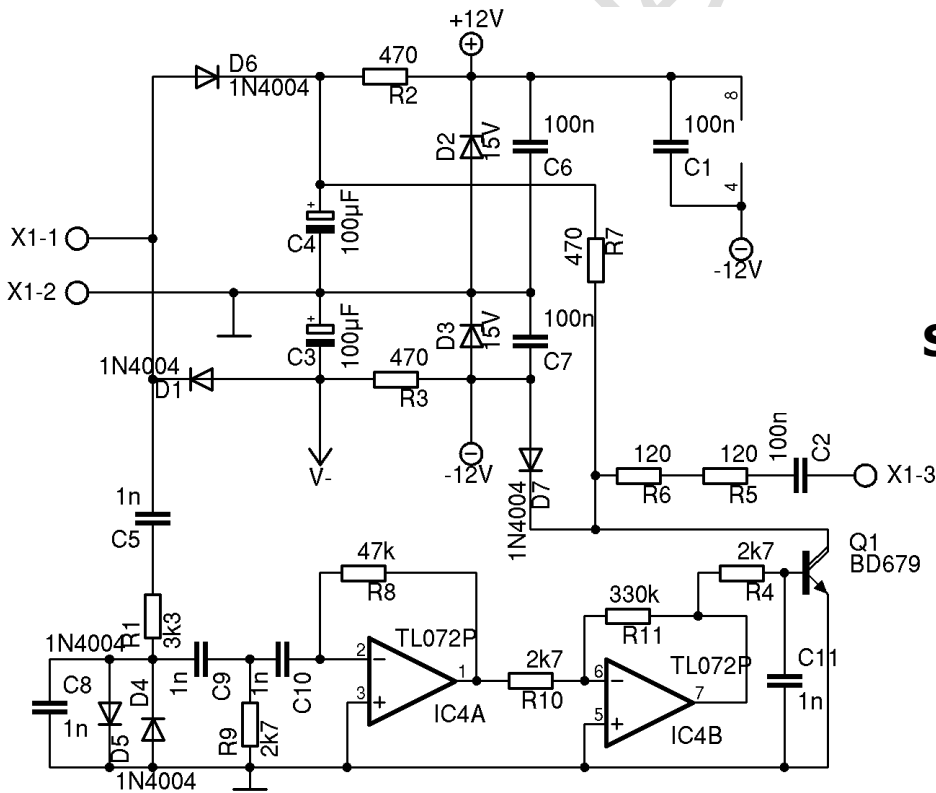 +12V
D6
1N4004
470
R2
100n
C6
100n
C1
8
4
D2
15V
+
C4
100µF
470
R7
-12V
X1-1
X1-2
+
C3
100µF
D3
15V
100n
C7
S
1N4004
D1
470
R3
V-
-12V
1N4004
D7
120
R6
120
R5
100n
C2
X1-3
1n
C5
47k
R8
2k7
R4
Q1
BD679
330k
R11
R1
3k3
1N4004
C8
1n
D5
D4
1N4004
1n
C9
1n
C10
R9
2k7
2
3
1
TL072P
IC4A
2k7
R10
6
5
7
TL072P
IC4B
C11
1n